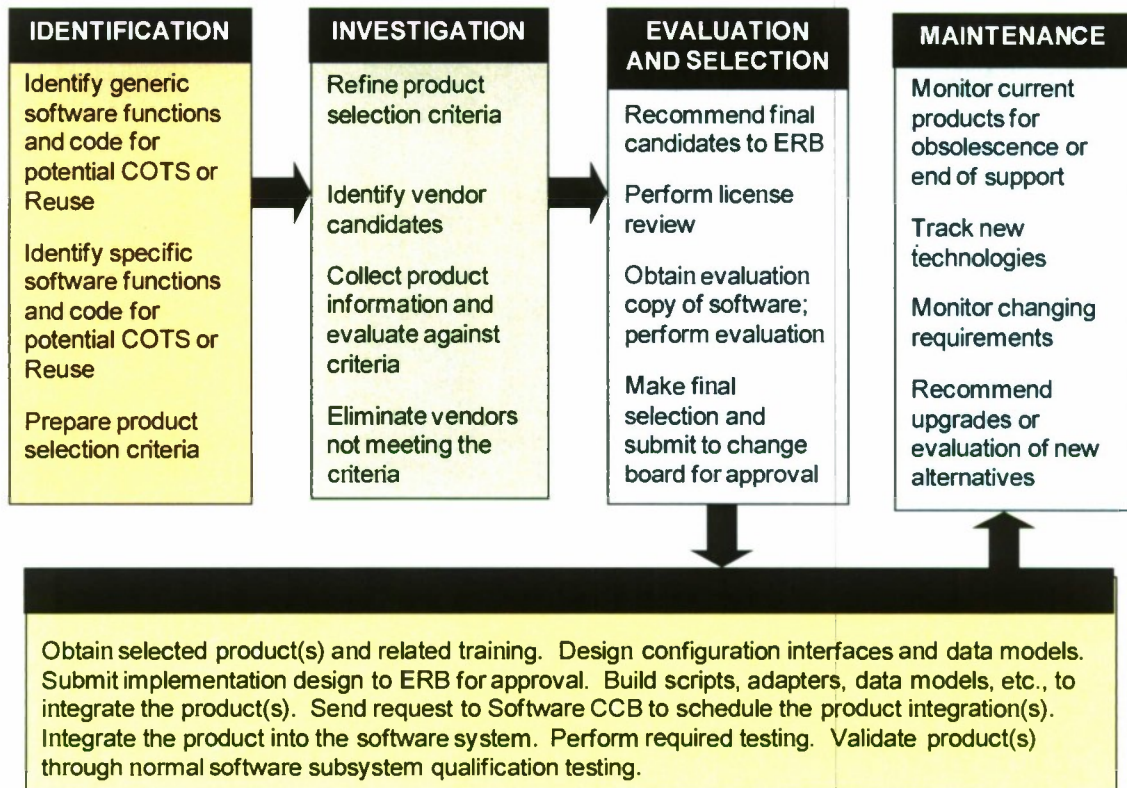 IDENTIFICATION
Identify generic
software functions
and code for
potential COTS or
Reuse
Identify specific
software functions
and code for
potential COTS or
Reuse
Prepare product
selection criteria
INVESTIGATION
Refine product
selection criteria
Identify vendor
candidates
Collect product
information and
evaluate against
criteria
Eliminate vendors
not meeting the
criteria
EVALUATION
AND SELECTION
Recommend final
candidates to ERB
Perform license
review
Obtain evaluation
copy of software;
perform evaluation
Make final
selection and
submit to change
board for approval
MAINTENANCE
Monitor current
products for
obsolescence or
end of support
Track new
technologies
Monitor changing
requirements
Recommend
upgrades or
evaluation of new
alternatives
Obtain selected product(s) and related training. Design configuration interfaces and data models.
Submit implementation design to ERB for approval. Build scripts, adapters, data models, etc., to
integrate the product(s). Send request to Software CCB to schedule the product integration(s).
Integrate the product into the software system. Perform required testing. Validate product(s)
through normal software subsystem qualification testing.